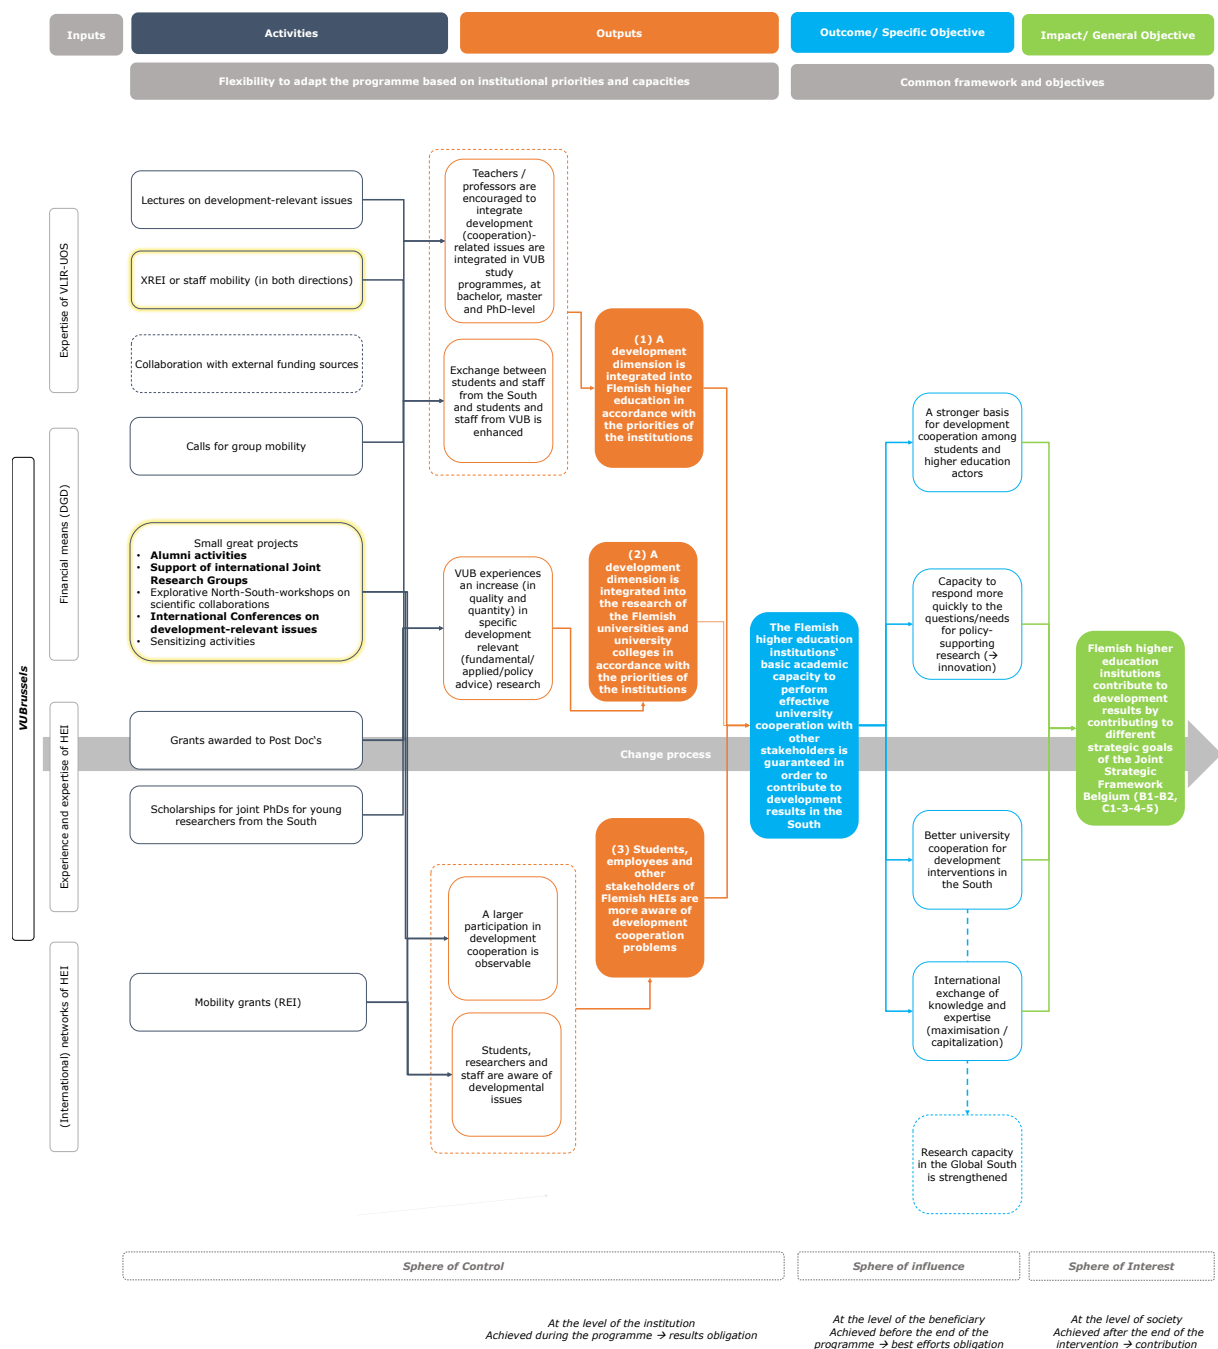 Inputs
Activities
Outputs
Outcome/ Specific Objective
Impact/ General Objective
Flexibility to adapt the programme based on institutional priorities and capacities
Common framework and objectives
VUBrussels
Expertise of VLIR-UOS
Financial means (DGD)
Experience and expertise of HEI
(International) networks of HEI
Lectures on development-relevant issues
XREI or staff mobility (in both directions)
Collaboration with external funding sources
Calls for group mobility
Small great projects
• Alumni activities
• Support of international Joint
Research Groups
• Explorative North-South-workshops on
scientific collaborations
• International Conferences on
development-relevant issues
• Sensitizing activities
Grants awarded to Post Doc's
Scholarships for joint PhDs for young
researchers from the South
Mobility grants (REI)
Teachers /
professors are
encouraged to
integrate
development
(cooperation)-
related issues are
integrated in VUB
study
programmes, at
bachelor, master
and PhD-level
Exchange between
students and staff
from the South
and students and
staff from VUB is
enhanced
VUB experiences
an increase (in
quality and
quantity) in
specific
development
relevant
(fundamental/
applied/policy
advice) research
A larger
participation in
development
cooperation is
observable
Students,
researchers and
staff are aware of
developmental
issues
(1) A
development
dimension is
integrated into
Flemish higher
education in
accordance with
the priorities of
the institutions
(2) A
development
dimension is
integrated into
the research of
the Flemish
universities and
university
colleges in
accordance with
the priorities of
the institutions
(3) Students,
employees and
other
stakeholders of
Flemish HEIs are
more aware of
development
cooperation
problems
Change process
The Flemish
higher education
institutions'
basic academic
capacity to
perform
effective
university
cooperation with
other
stakeholders is
guaranteed in
order to
contribute to
development
results in the
South
A stronger basis
for development
cooperation among
students and
higher education
actors
Capacity to
respond more
quickly to the
questions/needs
for policy-
supporting
research (→
innovation)
Better university
cooperation for
development
interventions in
the South
International
exchange of
knowledge and
expertise
(maximisation /
capitalization)
Research capacity
in the Global South
is strengthened
Flemish higher
education
insitutions
contribute to
development
results by
contributing to
different
strategic goals
of the Joint
Strategic
Framework
Belgium (B1-B2,
C1-3-4-5)
Sphere of Control
Sphere of influence
Sphere of Interest
At the level of the institution
Achieved during the programme → results obligation
At the level of the beneficiary
Achieved before the end of the
programme → best efforts obligation
At the level of society
Achieved after the end of the
intervention → contribution